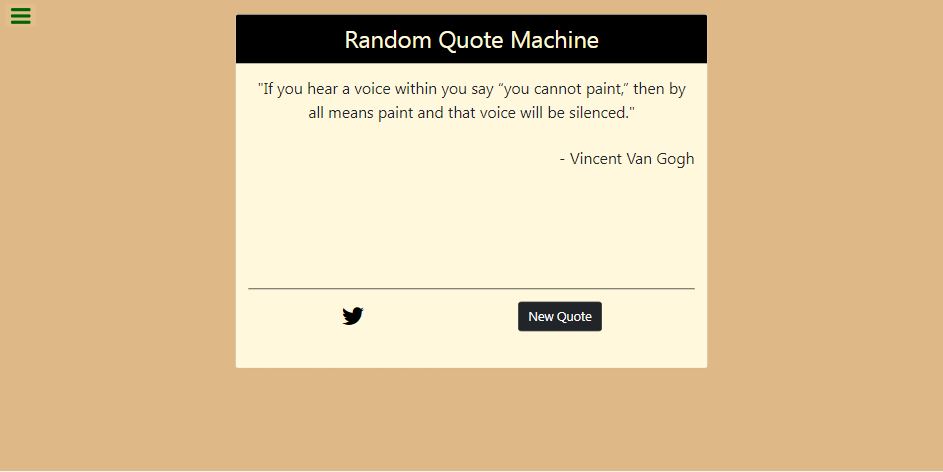 Random Quote Machine
"If you hear a voice within you say “you cannot paint,” then by
all means paint and that voice will be silenced."
- Vincent Van Gogh
New Quote